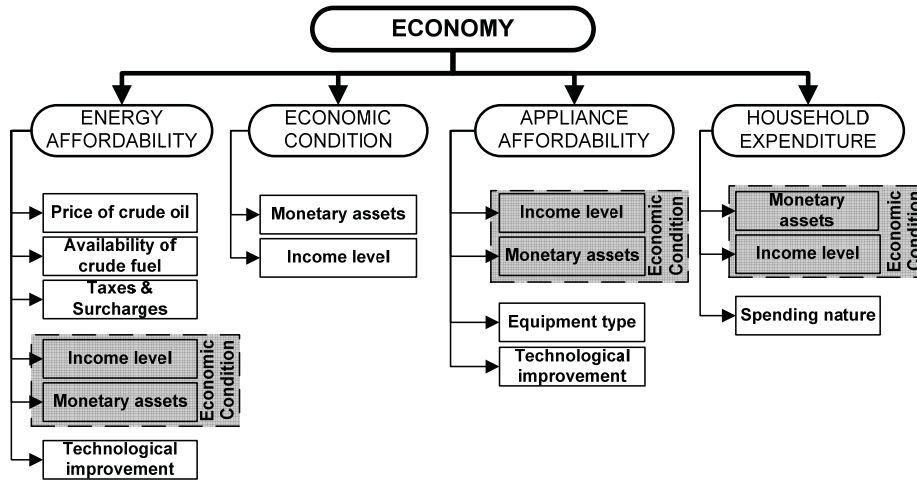 ECONOMY
ENERGY
AFFORDABILITY
Price of crude oil
Availability of
crude fuel
Taxes &
Surcharges
Income level
Monetary assets
Economic
Condition
Technological
improvement
ECONOMIC
CONDITION
Monetary assets
Income level
APPLIANCE
AFFORDABILITY
Income level
Monetary assets
Economic
Condition
Equipment type
Technological
improvement
HOUSEHOLD
EXPENDITURE
Monetary
assets
Income level
Economic
Condition
Spending nature